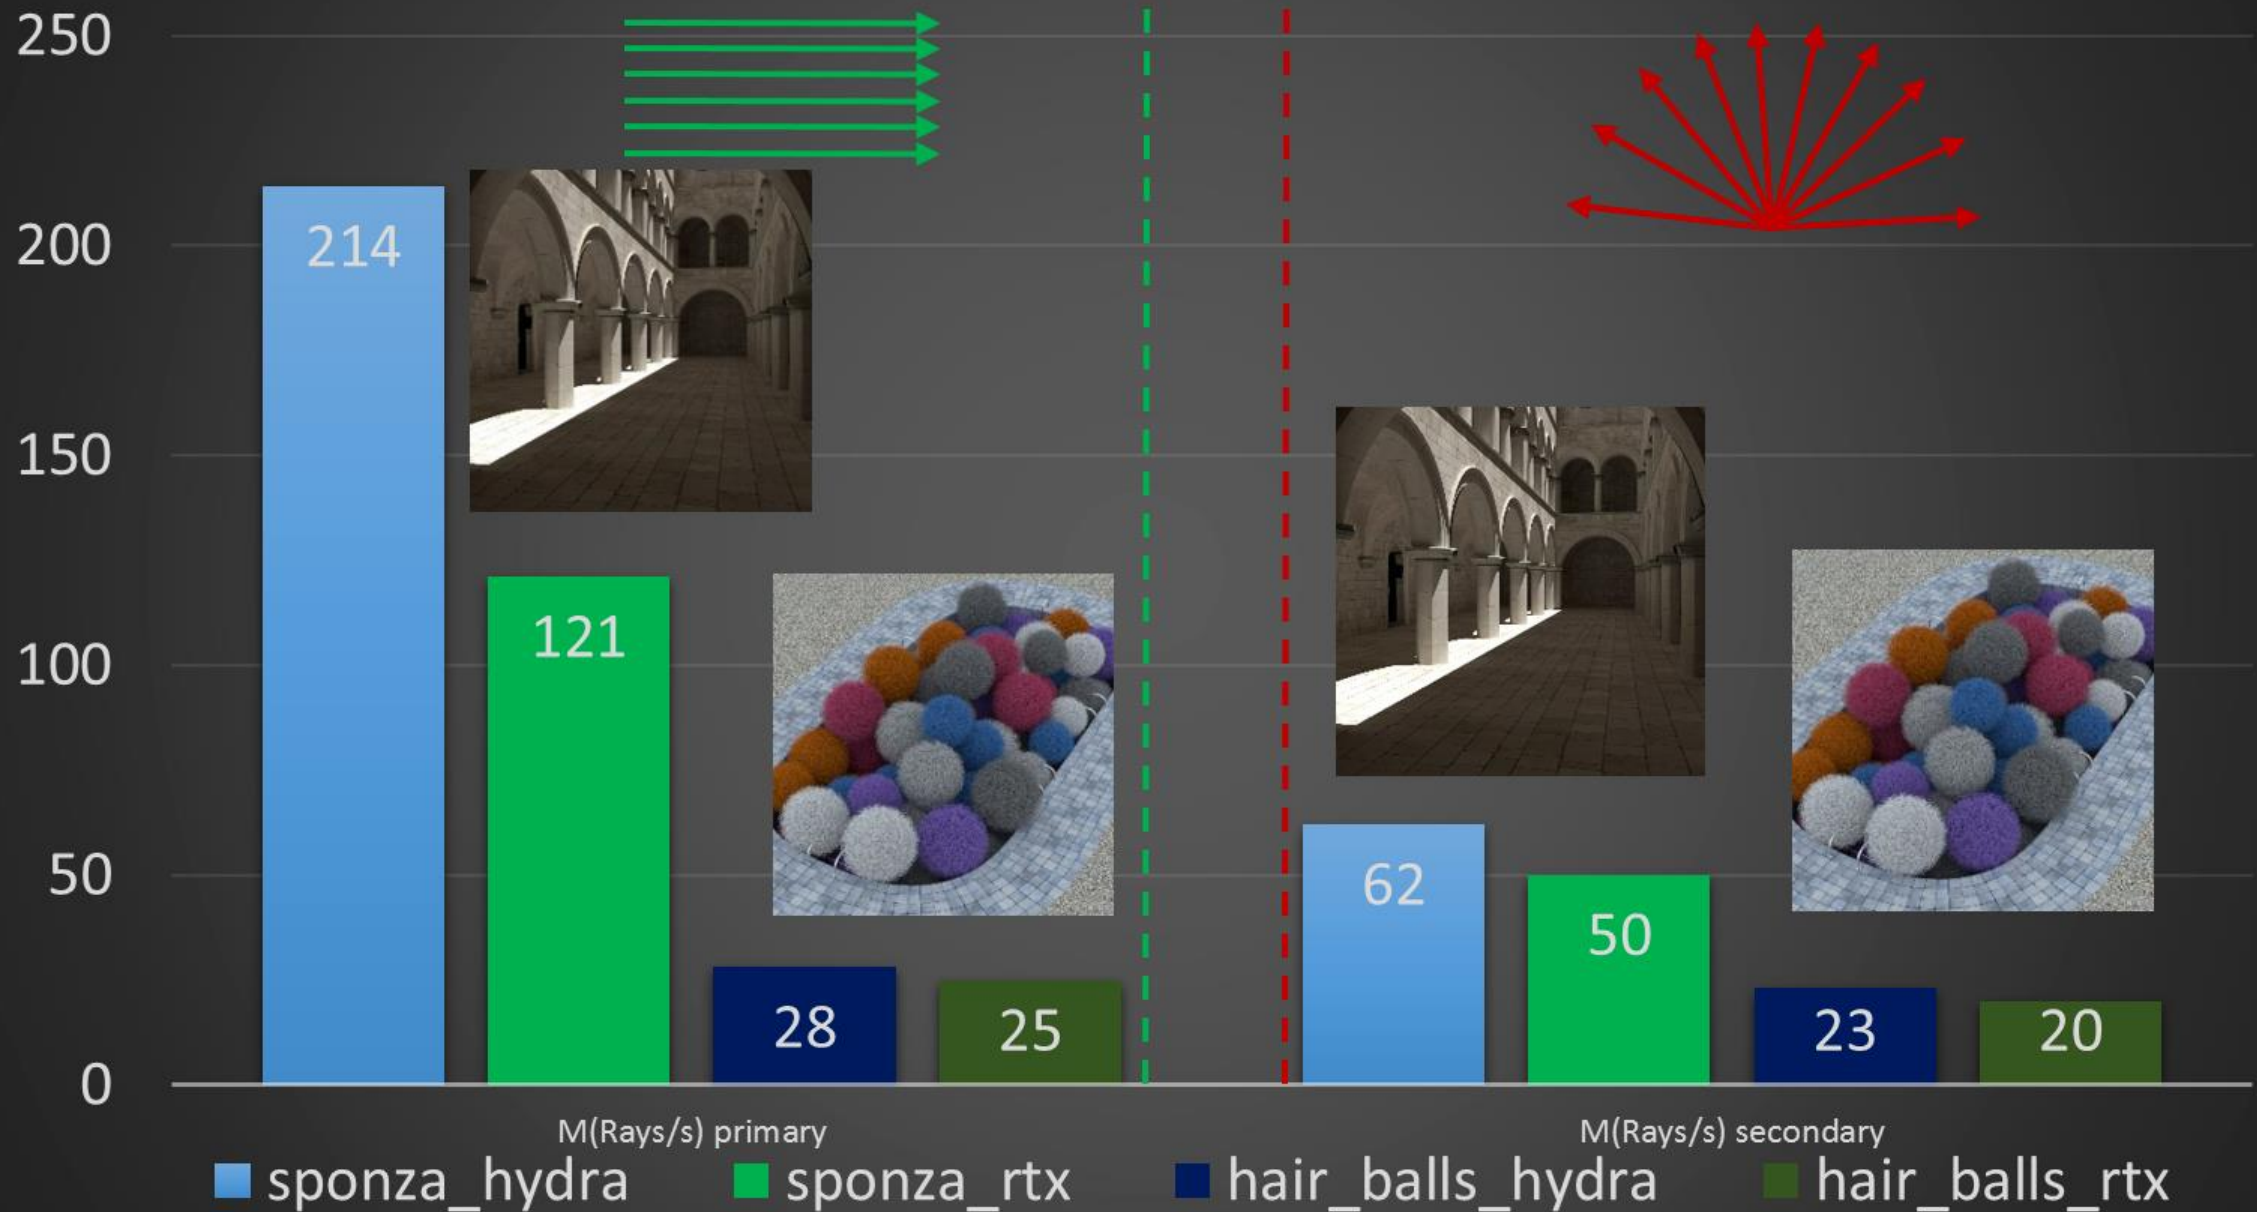 250
200
150
100
50
0
214
121
28
25
62
50
23
20
M(Rays/s) primary
M(Rays/s) secondary
sponza_hydra
sponza_rtx
hair_balls_hydra
hair_balls_rtx